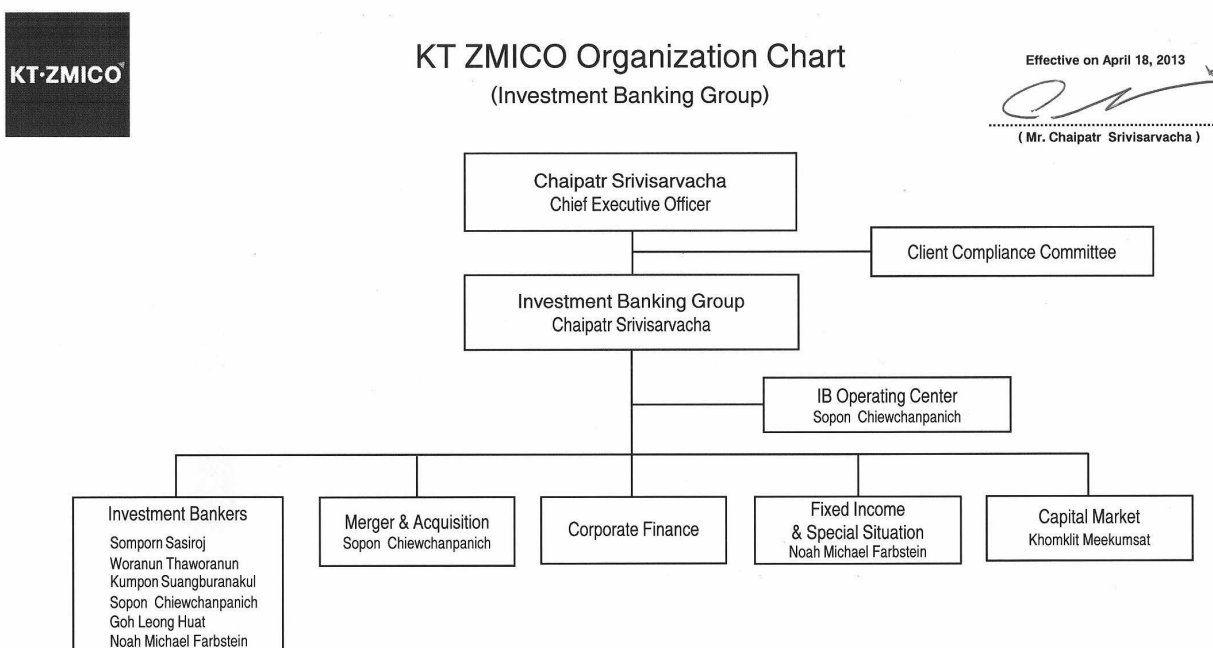 KT·ZMICO
KT ZMICO Organization Chart
(Investment Banking Group)
Effective on April 18, 2013
( Mr. Chaipatr Srivisarvacha )
Chaipatr Srivisarvacha
Chief Executive Officer
Client Compliance Committee
Investment Banking Group
Chaipatr Srivisarvacha
IB Operating Center
Sopon Chiewchanpanich
Investment Bankers
Somporn Sasiroj
Woranun Thaworanun
Kumpon Suangburanakul
Sopon Chiewchanpanich
Goh Leong Huat
Noah Michael Farbstein
Merger & Acquisition
Sopon Chiewchanpanich
Corporate Finance
Fixed Income
& Special Situation
Noah Michael Farbstein
Capital Market
Khomklit Meekumsat